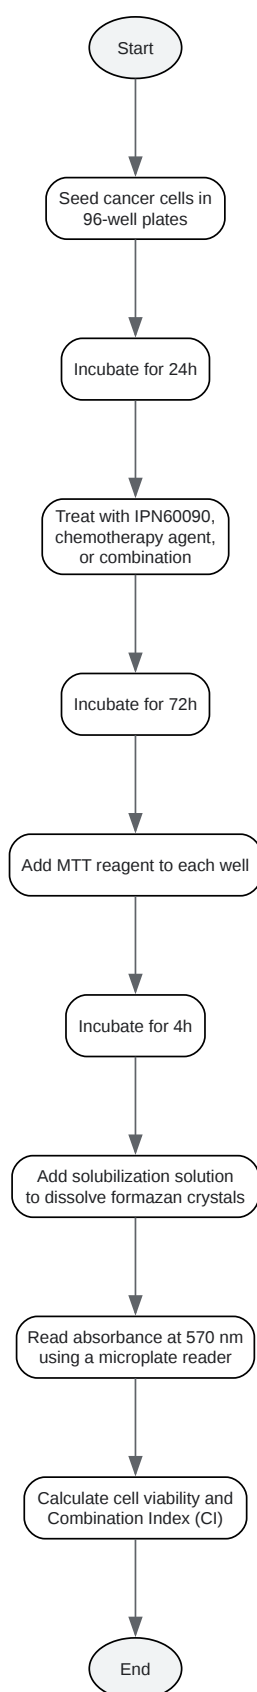 Start
Seed cancer cells in
96-well plates
Incubate for 24h
Treat with IPN60090,
chemotherapy agent,
or combination
Incubate for 72h
Add MTT reagent to each well
Incubate for 4h
Add solubilization solution
to dissolve formazan crystals
Read absorbance at 570 nm
using a microplate reader
Calculate cell viability and
Combination Index (CI)
End